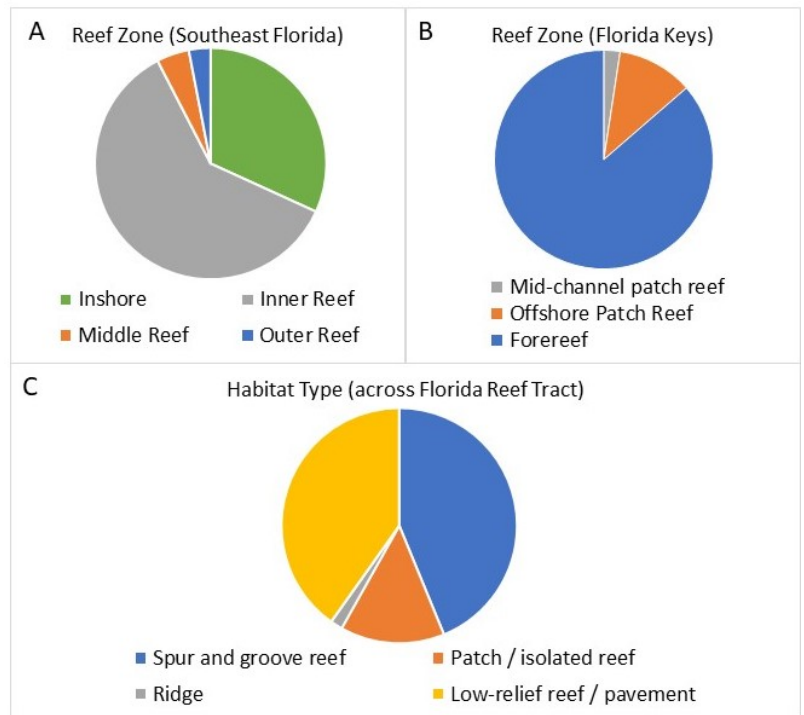 A
Reef Zone (Southeast Florida)
Inshore
Inner Reef
Middle Reef
Outer Reef
B
Reef Zone (Florida Keys)
Mid-channel patch reef
Offshore Patch Reef
Forereef
C
Habitat Type (across Florida Reef Tract)
Spur and groove reef
Patch / isolated reef
Ridge
Low-relief reef / pavement